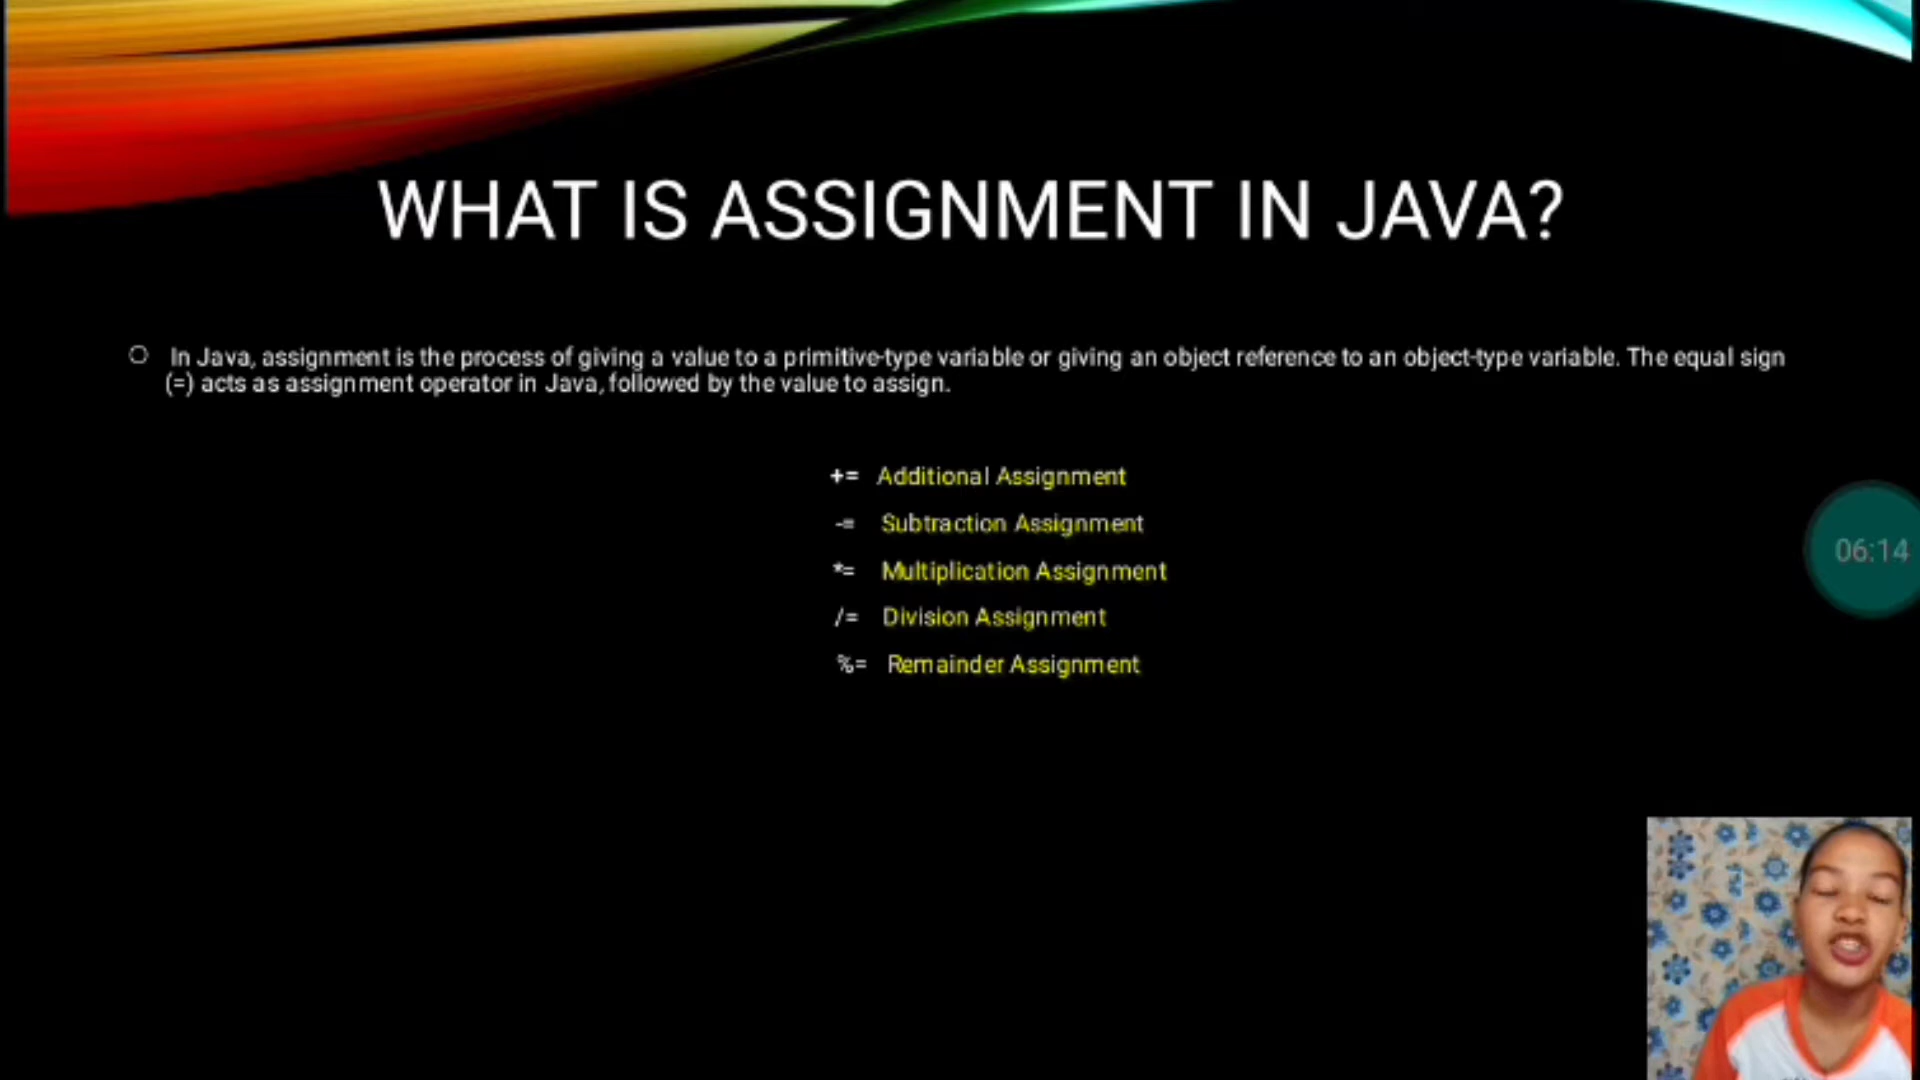 WHAT IS ASSIGNMENT IN JAVA?
In Java, assignment is the process of giving a value to a primitive-type variable or giving an object reference to an object-type variable. The equal sign
(=) acts as assignment operator in Java, followed by the value to assign.
+= Additional Assignment
-= Subtraction Assignment
*= Multiplication Assignment
/= Division Assignment
%= Remainder Assignment
06:14